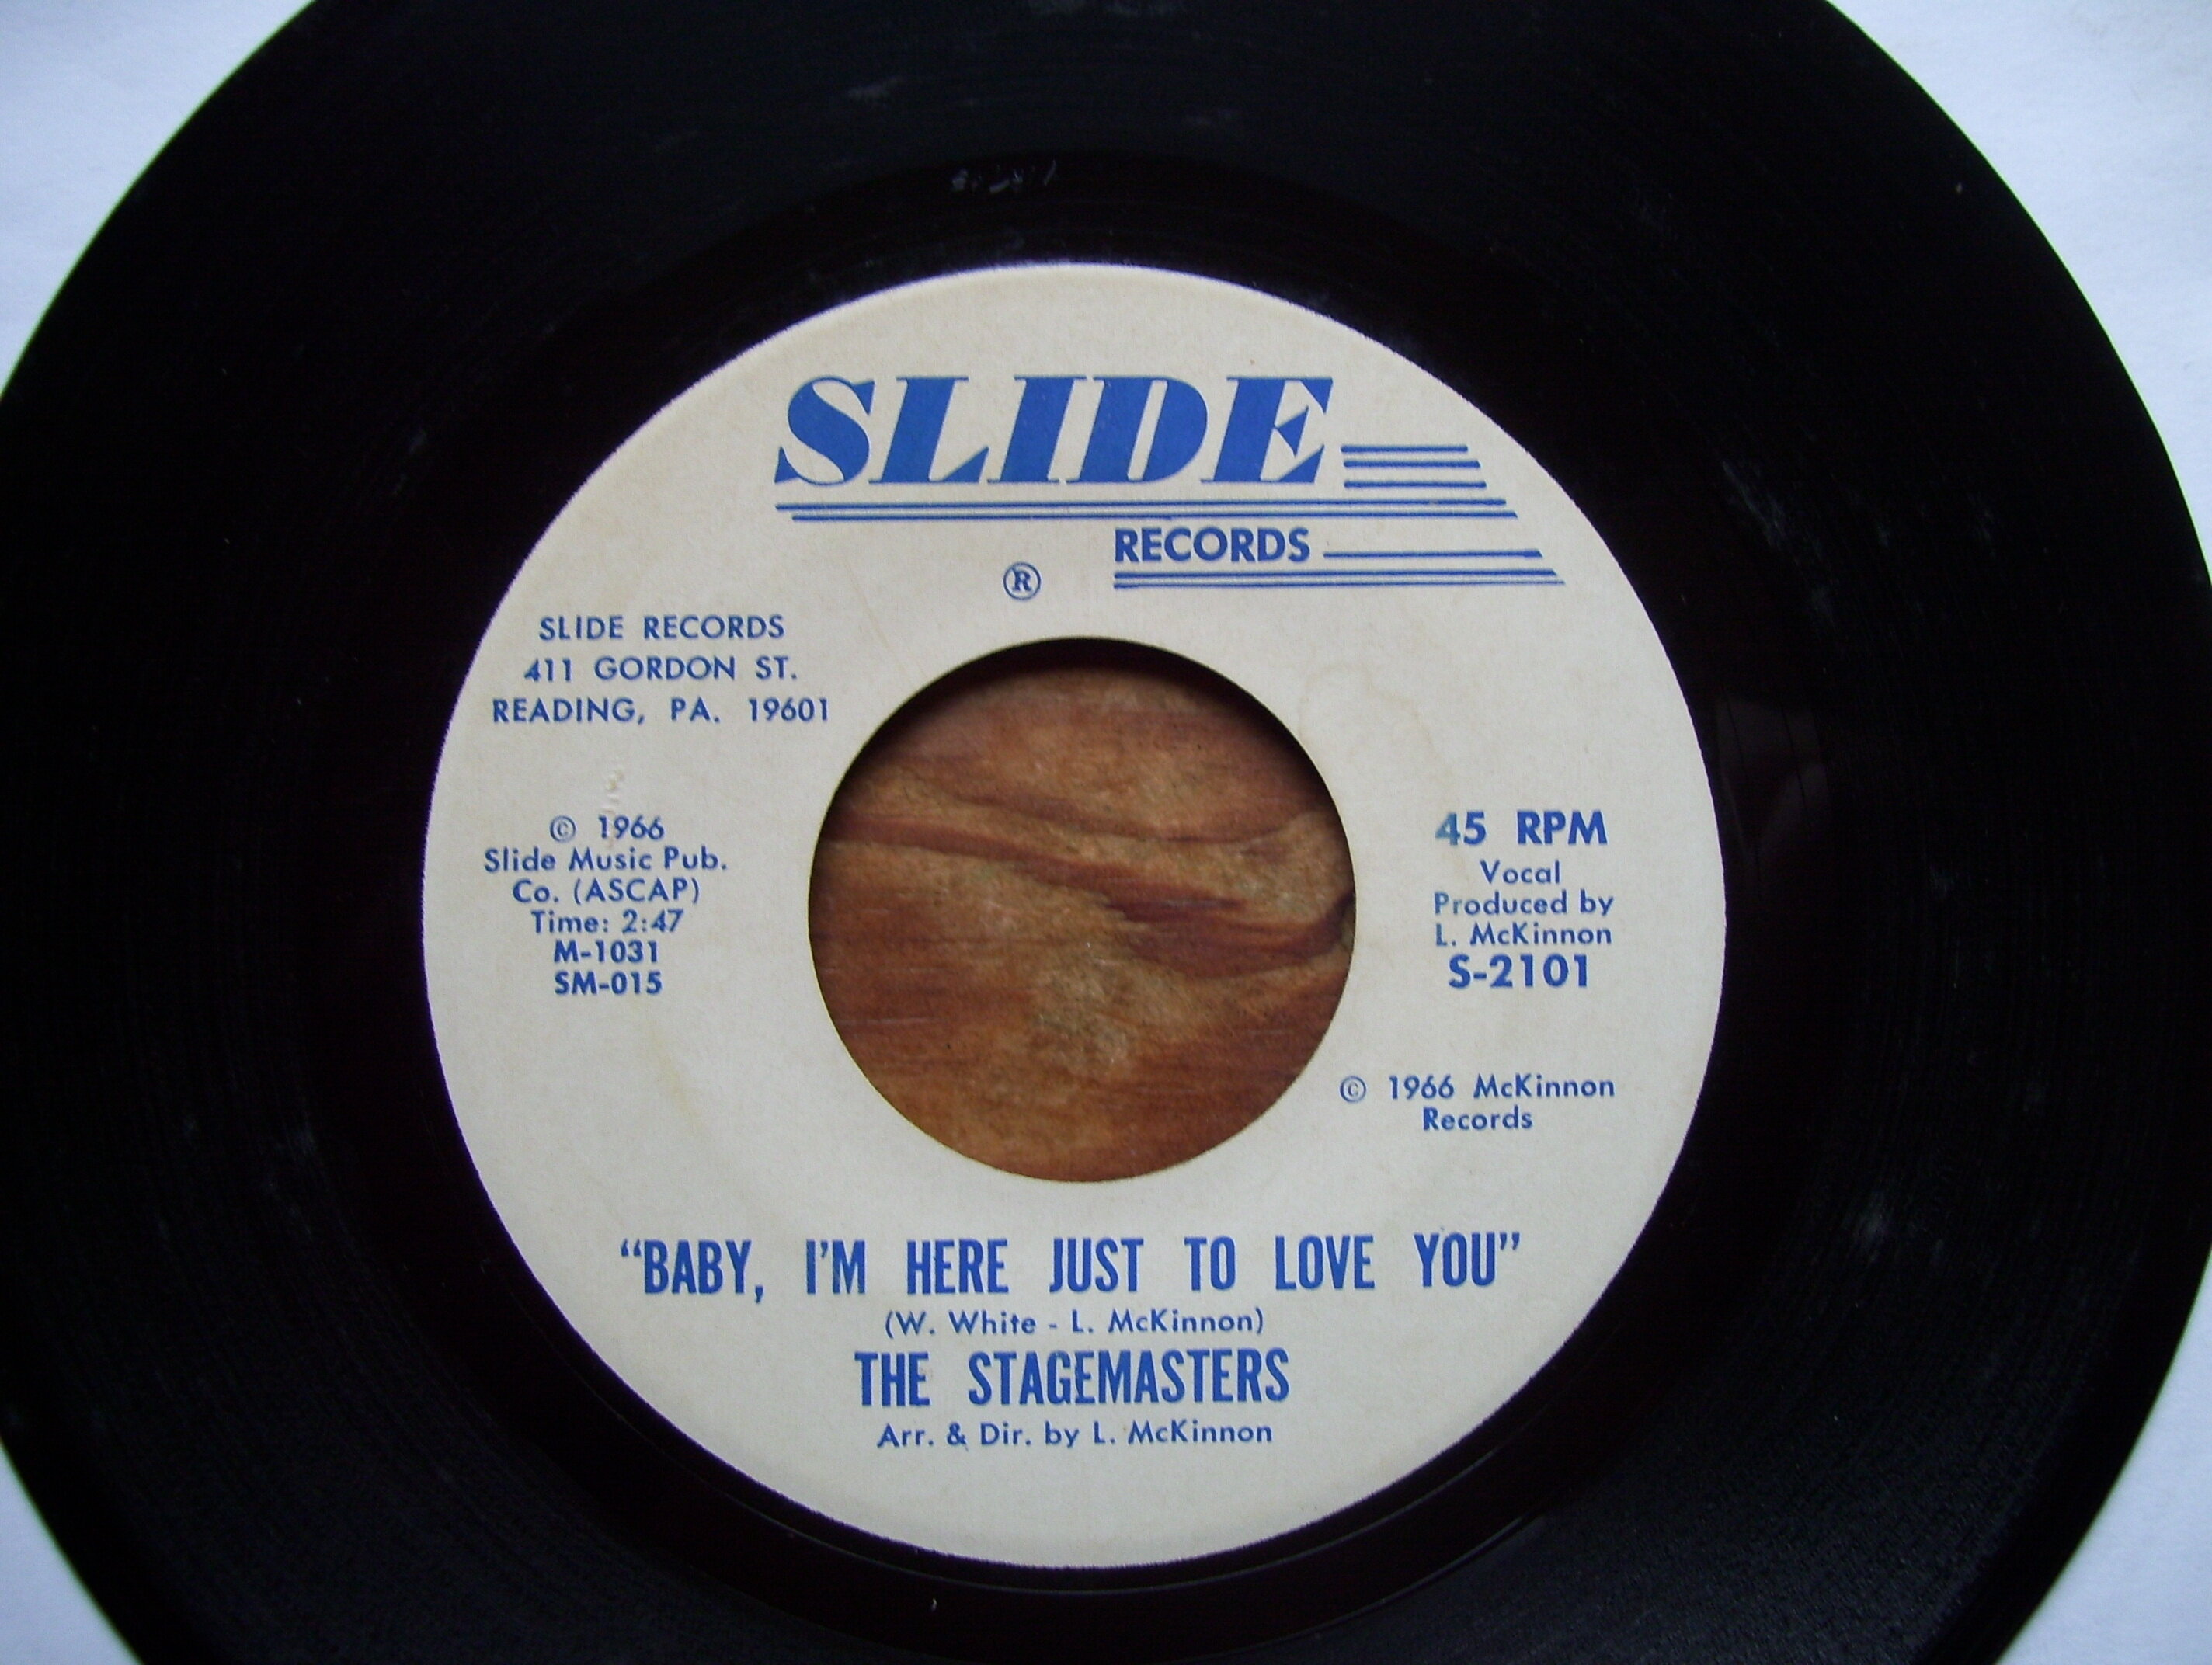 SLIDE
RECORDS
®
SLIDE RECORDS
411 GORDON ST.
READING, PA. 19601
© 1966
Slide Music Pub.
Co. (ASCAP)
Time: 2:47
M-1031
SM-015
45 RPM
Vocal
Produced by
L. McKinnon
S-2101
© 1966 McKinnon
Records
“BABY, I'M HERE JUST TO LOVE YOU”
(W. White - L. McKinnon)
THE STAGEMASTERS
Arr. & Dir. by L. McKinnon